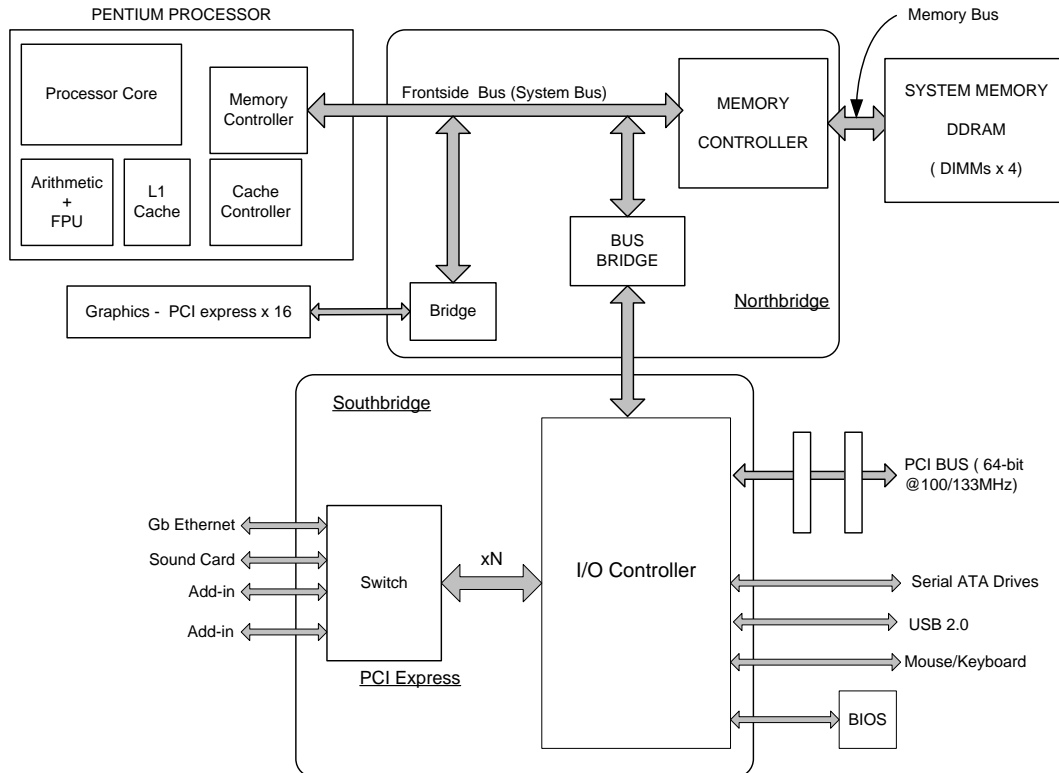 PENTIUM PROCESSOR
Processor Core
Memory
Controller
Arithmetic
+
FPU
L1
Cache
Cache
Controller
Frontside Bus (System Bus)
MEMORY
CONTROLLER
Memory Bus
SYSTEM MEMORY
DDRAM
( DIMMs x 4)
BUS
BRIDGE
Northbridge
Graphics - PCI express x 16
Bridge
Southbridge
PCI BUS ( 64-bit
@100/133MHz)
Gb Ethernet
Sound Card
Add-in
Add-in
Switch
xN
I/O Controller
PCI Express
Serial ATA Drives
USB 2.0
Mouse/Keyboard
BIOS